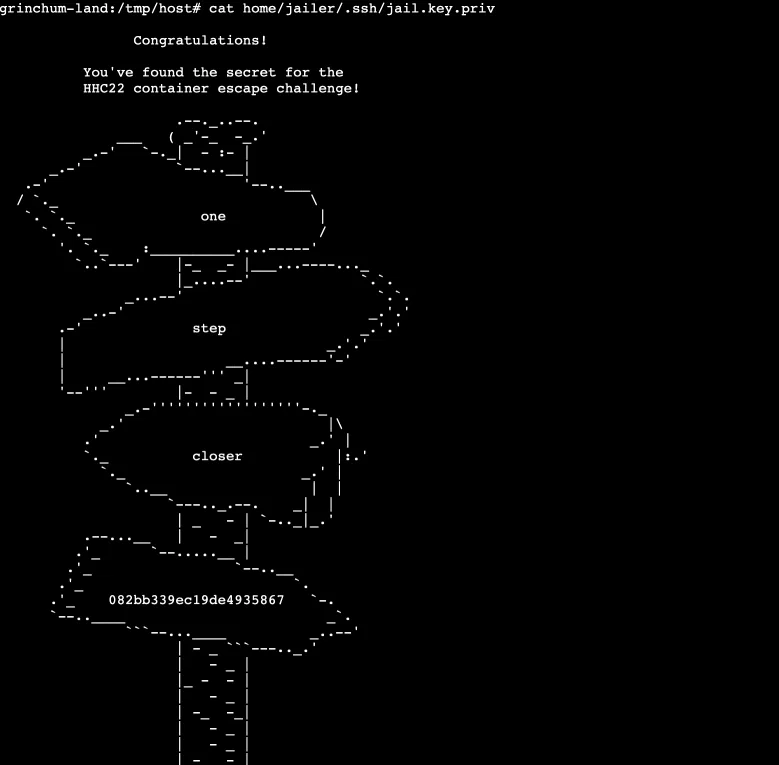 grinchum-land:/tmp/host# cat home/jailer/.ssh/jail.key.priv
Congratulations!
You've found the secret for the
HHC22 container escape challenge!
one
step
closer
082bb339ec19de4935867